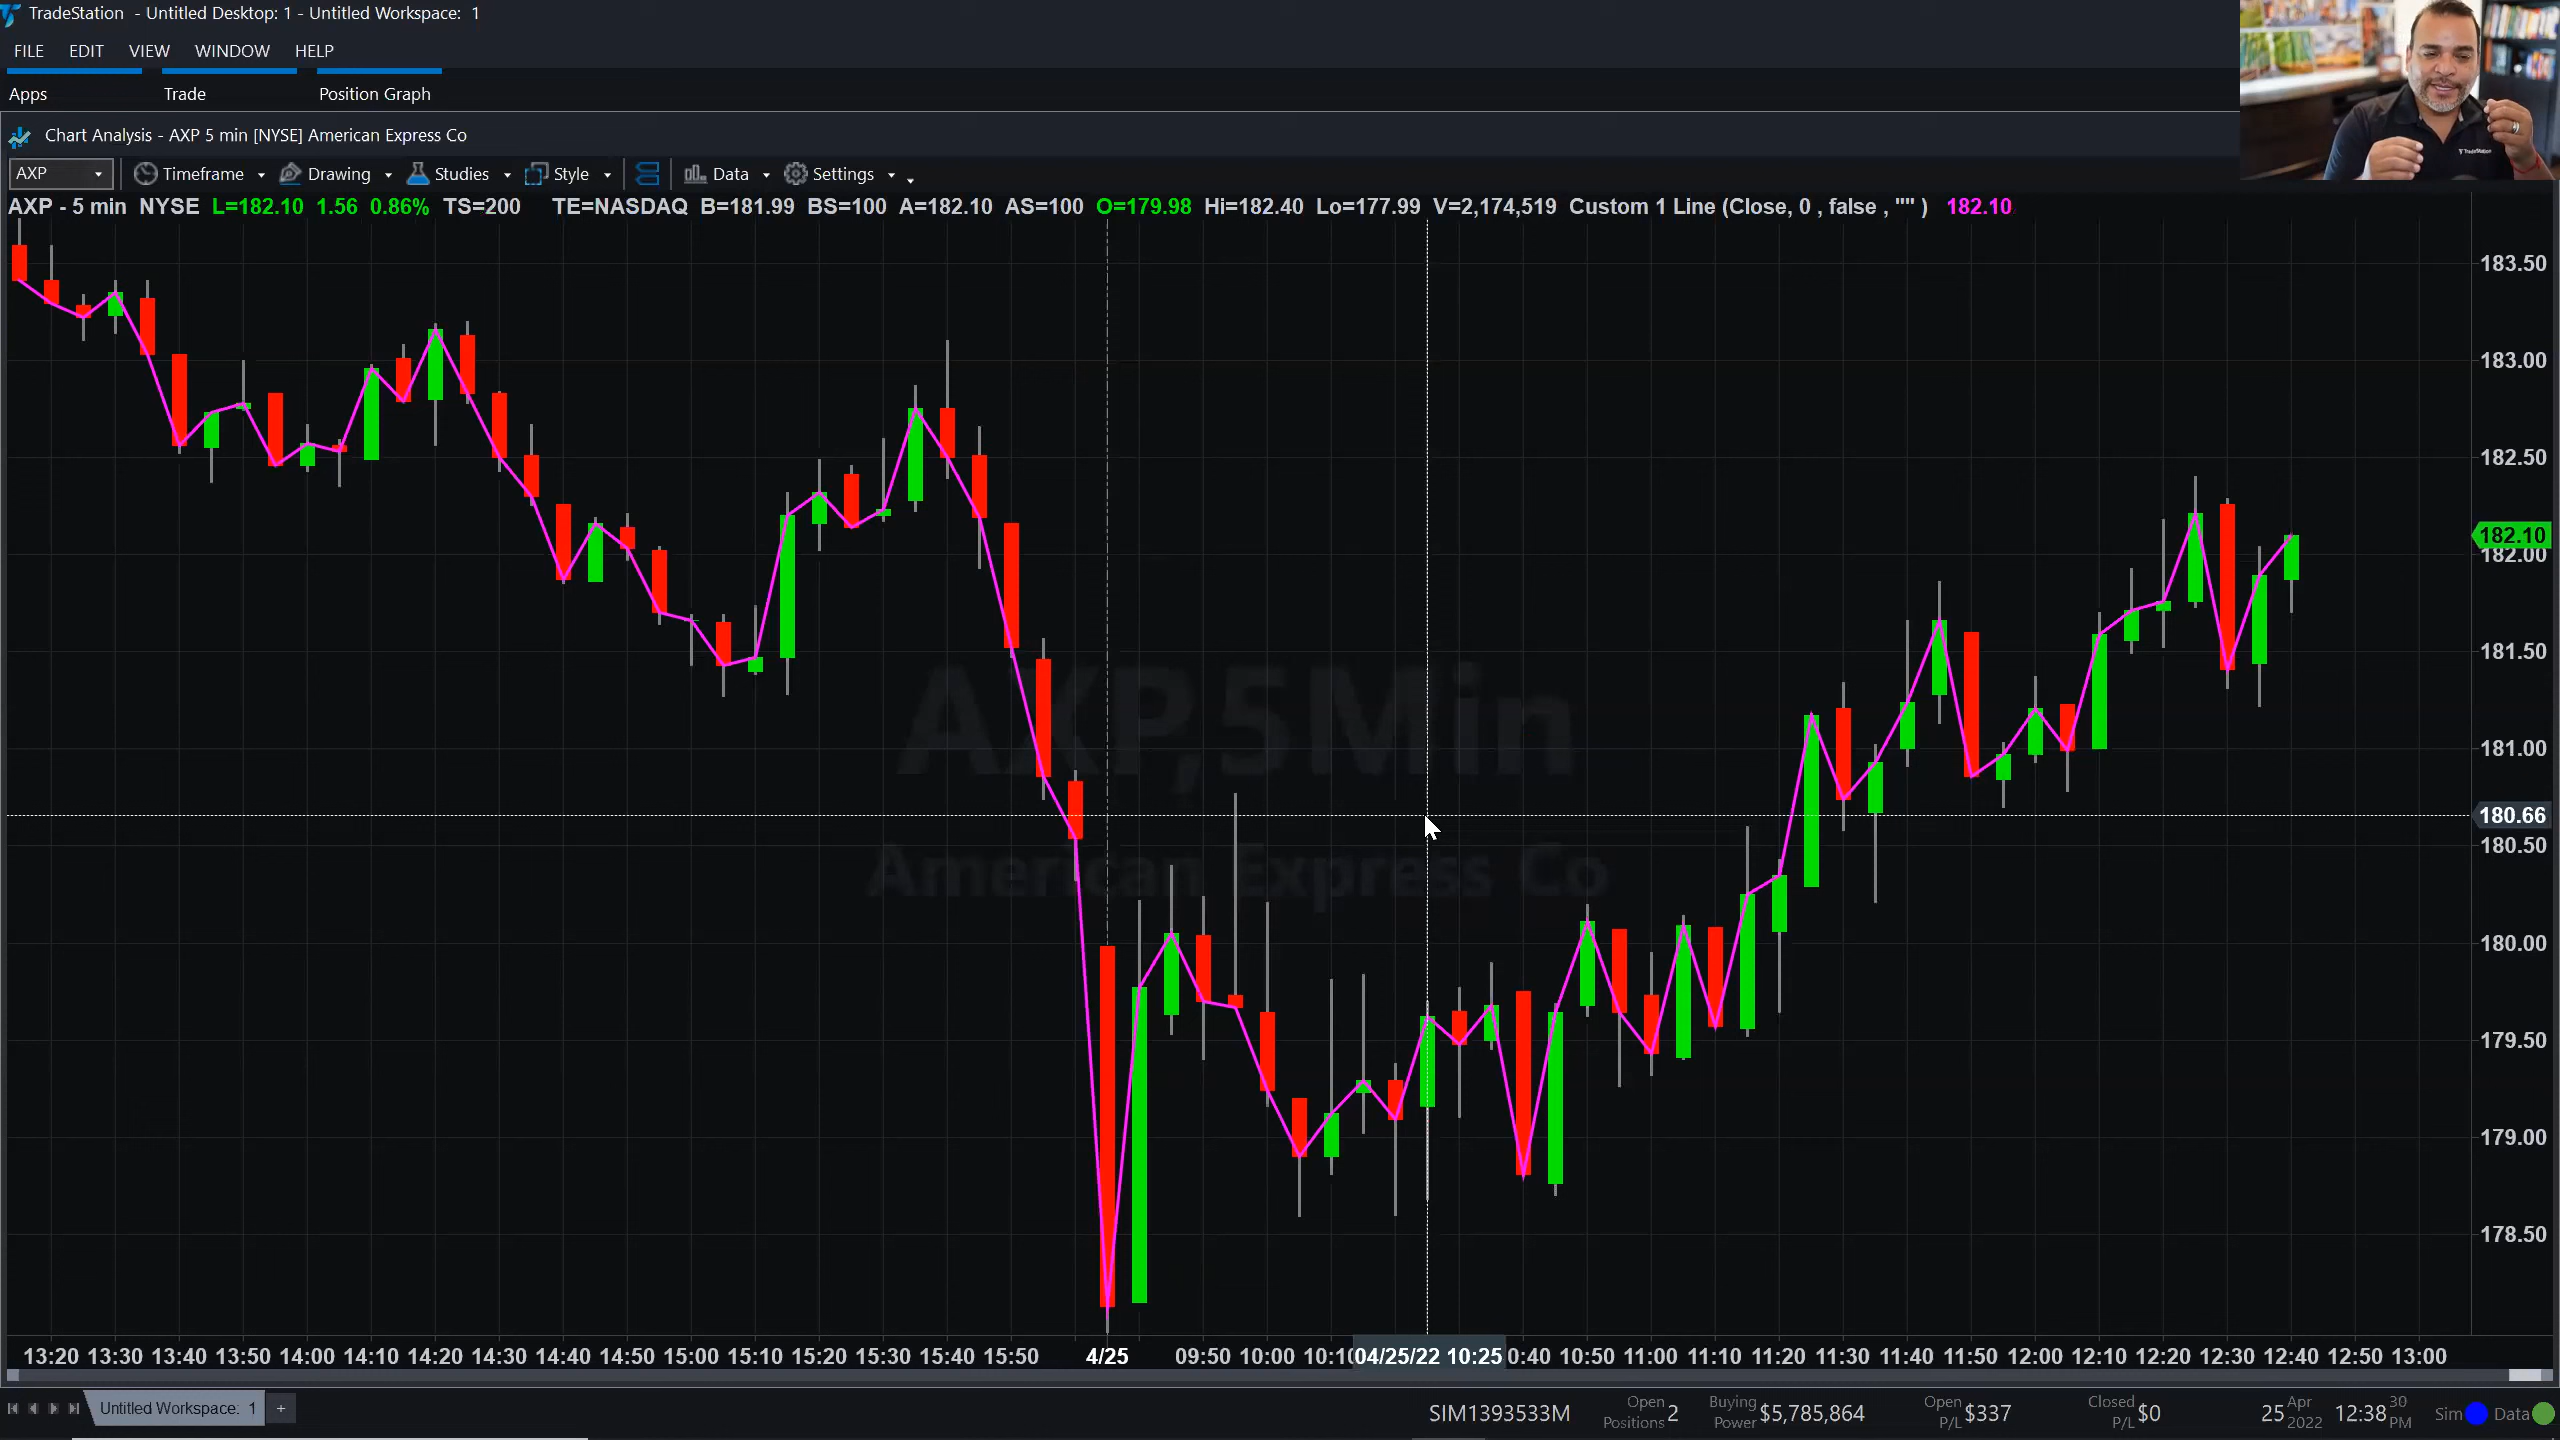 TradeStation - Untitled Desktop: 1 - Untitled Workspace: 1
FILE EDIT VIEW WINDOW HELP
Apps Trade Position Graph
Chart Analysis - AXP 5 min [NYSE] American Express Co
AXP Timeframe Drawing Studies Style Data Settings
AXP - 5 min NYSE L=182.10 1.56 0.86% TS=200 TE=NASDAQ B=181.99 BS=100 A=182.10 AS=100 O=179.98 Hi=182.40 Lo=177.99 V=2,174,519 Custom 1 Line (Close, 0 , false , "" ) 182.10
TradeStation
183.50
183.00
182.50
182.10
182.00
181.50
AXP,5Min
181.00
180.66
180.50
American Express Co
180.00
179.50
179.00
178.50
13:20 13:30 13:40 13:50 14:00 14:10 14:20 14:30 14:40 14:50 15:00 15:10 15:20 15:30 15:40 15:50 4/25 09:50 10:00 10:10 04/25/22 10:25 0:40 10:50 11:00 11:10 11:20 11:30 11:40 11:50 12:00 12:10 12:20 12:30 12:40 12:50 13:00
Untitled Workspace: 1 +
SIM1393533M Open Positions 2 Buying Power $5,785,864 Open P/L $337 Closed P/L $0 25 Apr 2022 12:38 30 PM Sim Data